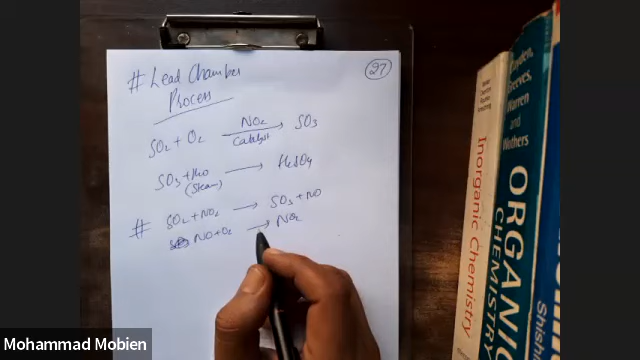 # Lead Chamber
Process
27
SO₂ + O₂ NO₂ Catalyst → SO₃
SO₃ + H₂O (Steam) → H₂SO₄
# SO₂ + NO₂ → SO₃ + NO
NO + O₂ → NO₂
Inorganic Chemistry
Clayden,
Greeves,
Warren
and
Wothers
ORGANIC
CHEMISTRY
Mohammad Mobien